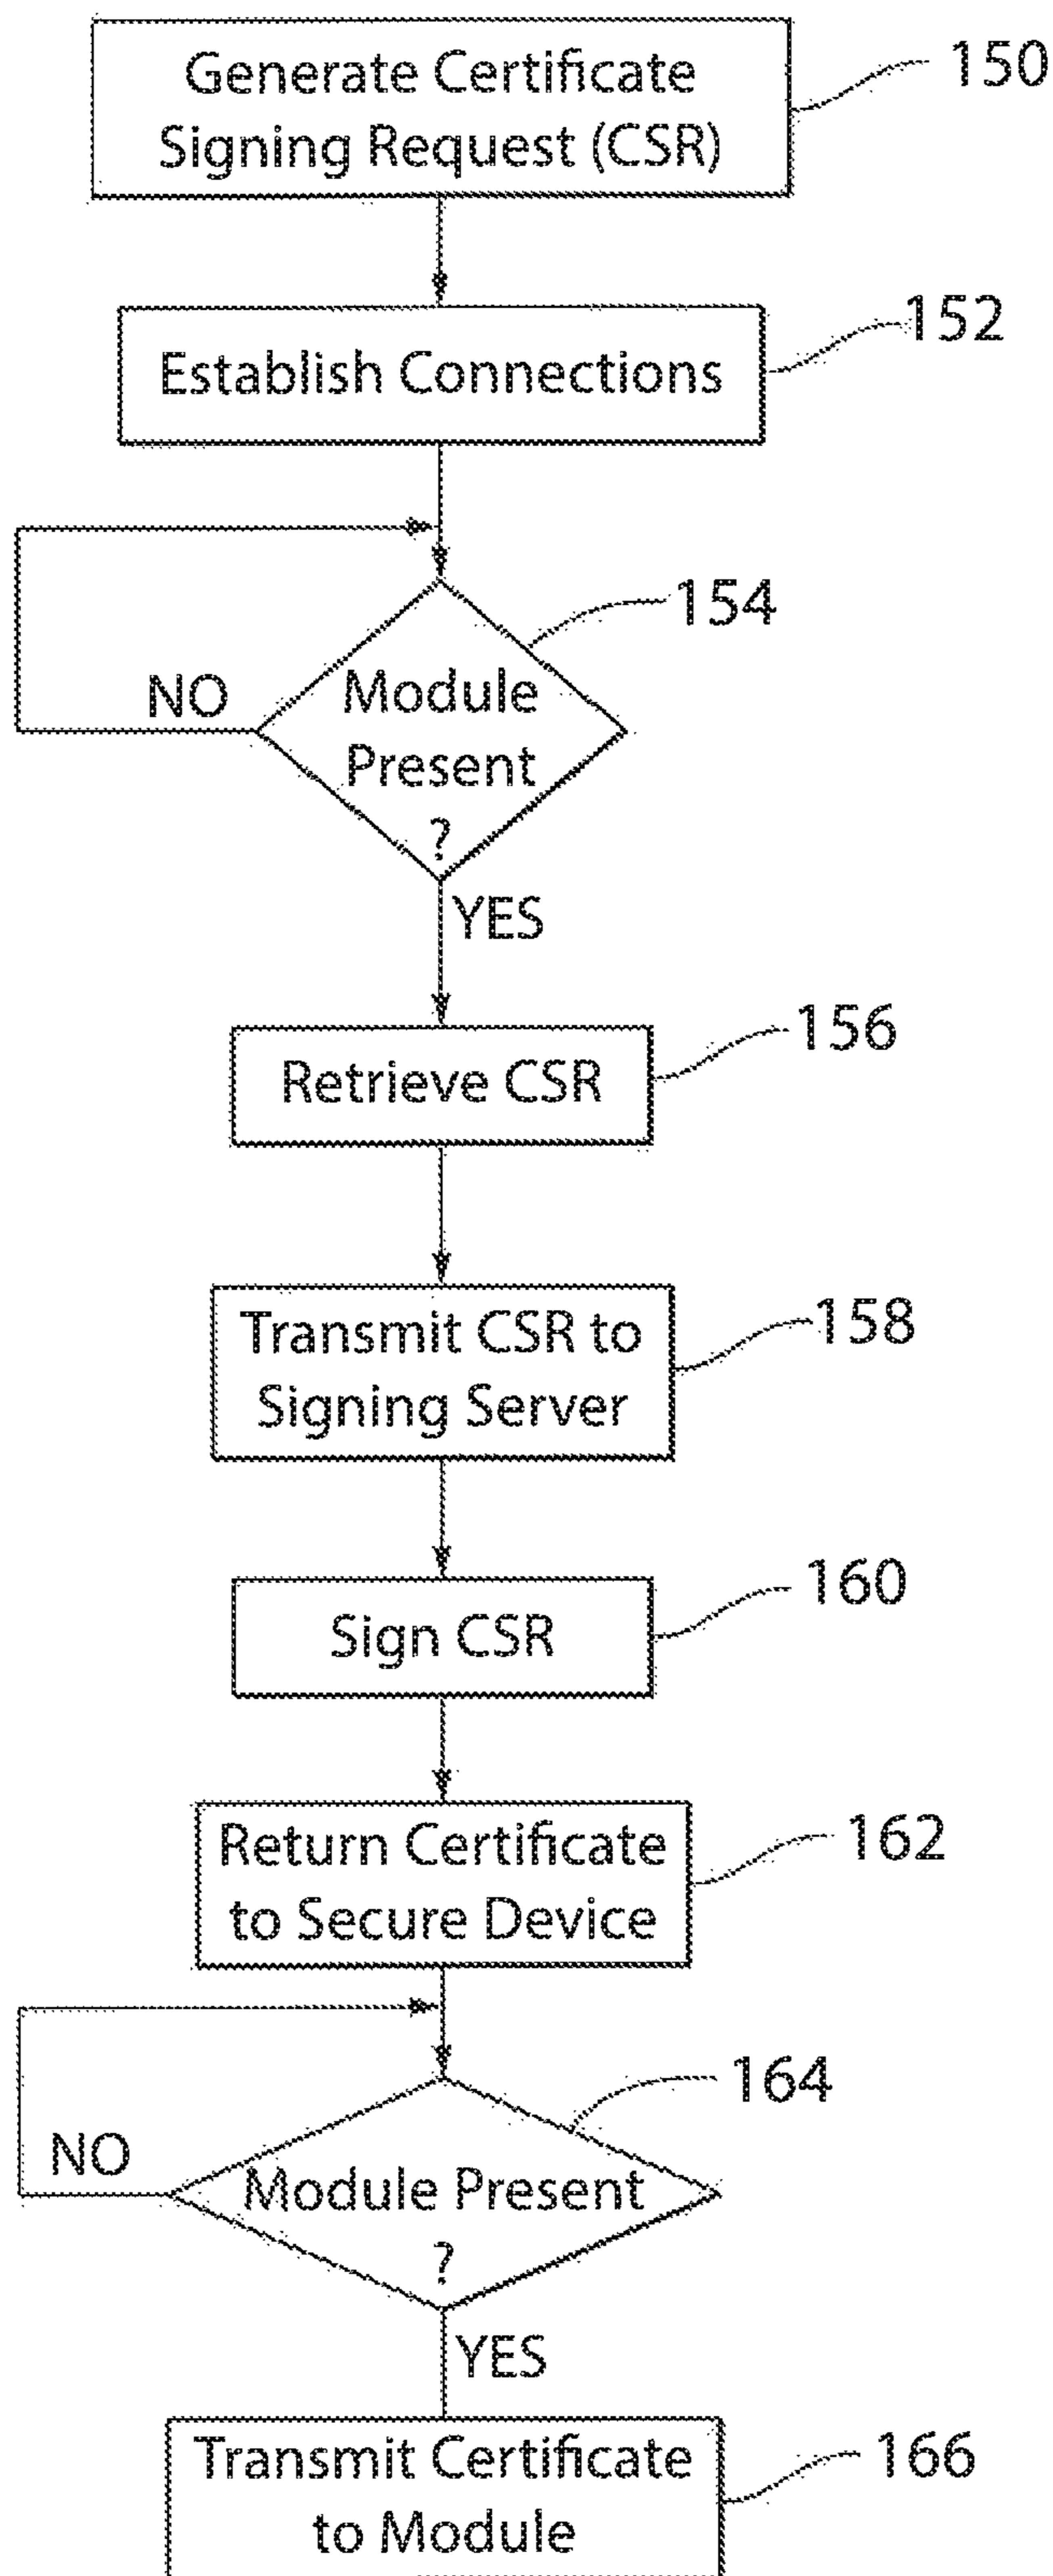 Generate Certificate
Signing Request (CSR)
150
Establish Connections
152
154
NO
Module
Present
?
YES
Retrieve CSR
156
Transmit CSR to
Signing Server
158
Sign CSR
160
Return Certificate
to Secure Device
162
164
NO
Module Present
?
YES
Transmit Certificate
to Module
166